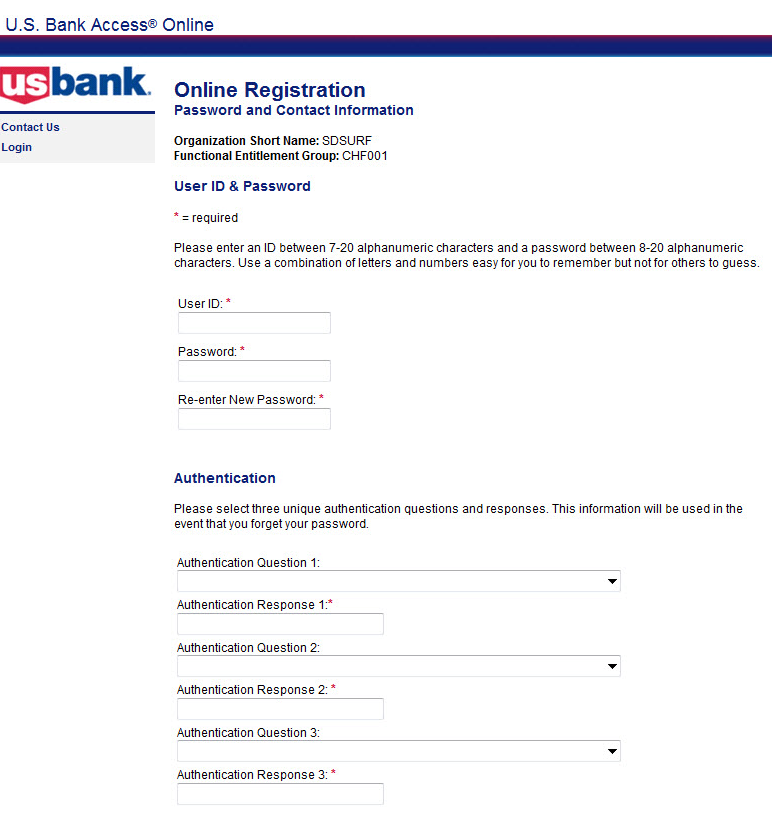 U.S. Bank Access® Online
usbank.
Contact Us
Login
Online Registration
Password and Contact Information
Organization Short Name: SDSURF
Functional Entitlement Group: CHF001
User ID & Password
* = required
Please enter an ID between 7-20 alphanumeric characters and a password between 8-20 alphanumeric
characters. Use a combination of letters and numbers easy for you to remember but not for others to guess.
User ID: *
Password: *
Re-enter New Password: *
Authentication
Please select three unique authentication questions and responses. This information will be used in the
event that you forget your password.
Authentication Question 1:
Authentication Response 1:*
Authentication Question 2:
Authentication Response 2: *
Authentication Question 3:
Authentication Response 3: *